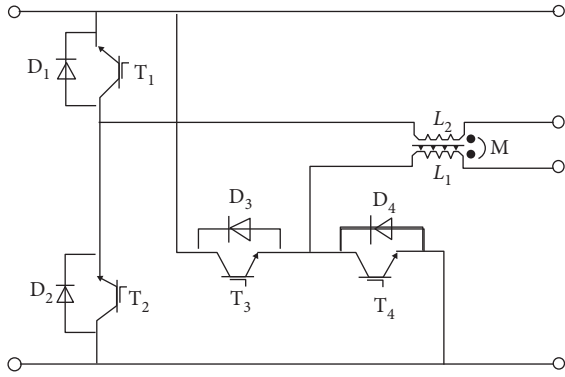 D₁
T₁
L₂
M
L₁
D₃
D₄
D₂
T₂
T₃
T₄